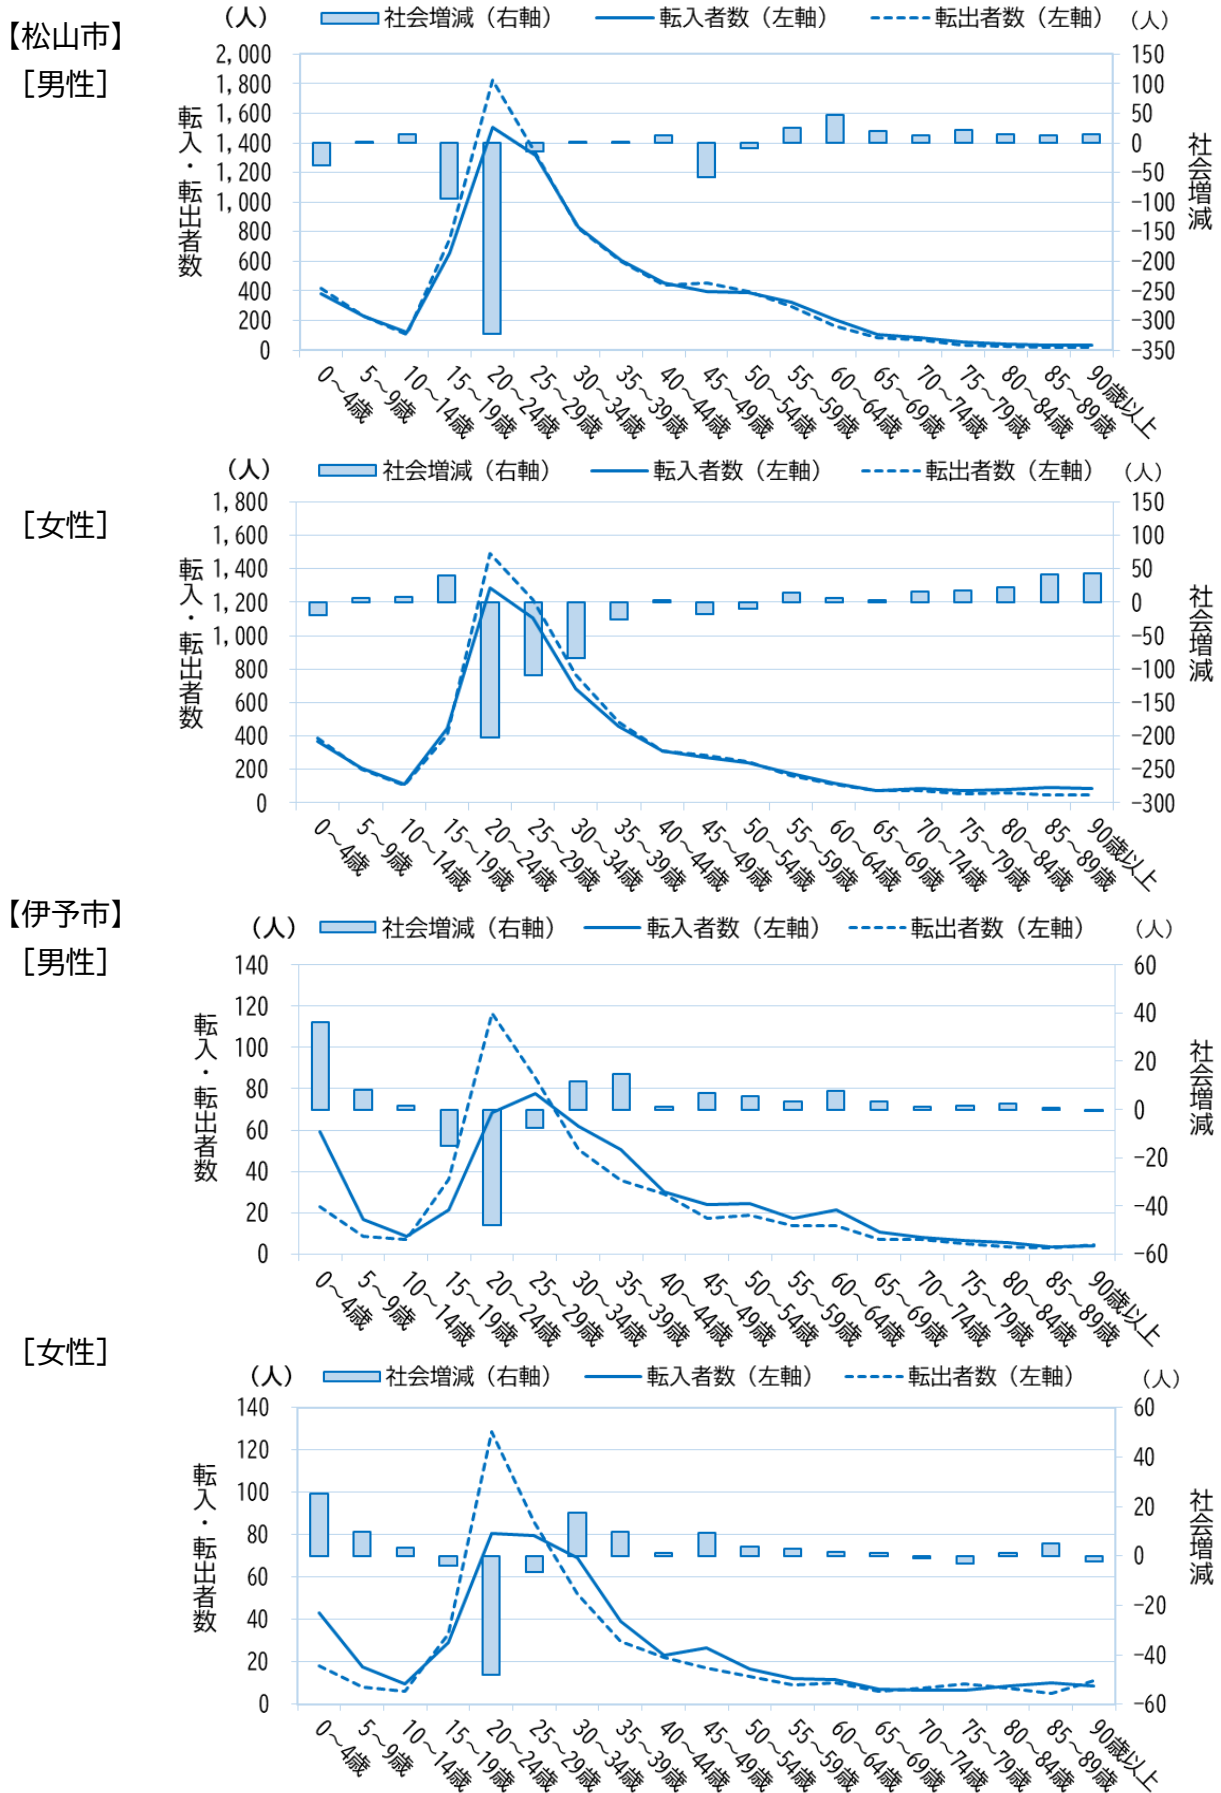 【松山市】
［男性］
（人） 社会増減（右軸） 転入者数（左軸） 転出者数（左軸） （人）
転入・転出者数
2,000
1,800
1,600
1,400
1,200
1,000
800
600
400
200
0
150
100
50
0
−50
−100
−150
−200
−250
−300
−350
社会増減
0～4歳
5～9歳
10～14歳
15～19歳
20～24歳
25～29歳
30～34歳
35～39歳
40～44歳
45～49歳
50～54歳
55～59歳
60～64歳
65～69歳
70～74歳
75～79歳
80～84歳
85～89歳
90歳以上
［女性］
（人） 社会増減（右軸） 転入者数（左軸） 転出者数（左軸） （人）
転入・転出者数
1,800
1,600
1,400
1,200
1,000
800
600
400
200
0
150
100
50
0
−50
−100
−150
−200
−250
−300
社会増減
0～4歳
5～9歳
10～14歳
15～19歳
20～24歳
25～29歳
30～34歳
35～39歳
40～44歳
45～49歳
50～54歳
55～59歳
60～64歳
65～69歳
70～74歳
75～79歳
80～84歳
85～89歳
90歳以上
【伊予市】
［男性］
（人） 社会増減（右軸） 転入者数（左軸） 転出者数（左軸） （人）
転入・転出者数
140
120
100
80
60
40
20
0
60
40
20
0
−20
−40
−60
社会増減
0～4歳
5～9歳
10～14歳
15～19歳
20～24歳
25～29歳
30～34歳
35～39歳
40～44歳
45～49歳
50～54歳
55～59歳
60～64歳
65～69歳
70～74歳
75～79歳
80～84歳
85～89歳
90歳以上
［女性］
（人） 社会増減（右軸） 転入者数（左軸） 転出者数（左軸） （人）
転入・転出者数
140
120
100
80
60
40
20
0
60
40
20
0
−20
−40
−60
社会増減
0～4歳
5～9歳
10～14歳
15～19歳
20～24歳
25～29歳
30～34歳
35～39歳
40～44歳
45～49歳
50～54歳
55～59歳
60～64歳
65～69歳
70～74歳
75～79歳
80～84歳
85～89歳
90歳以上